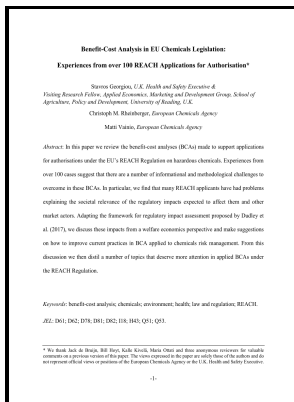 Benefit-Cost Analysis in EU Chemicals Legislation:
Experiences from over 100 REACH Applications for Authorisation*
Stavros Georgiou, U.K. Health and Safety Executive &
Visiting Research Fellow, Applied Economics, Marketing and Development Group, School of
Agriculture, Policy and Development, University of Reading, U.K.
Christoph M. Rheinberger, European Chemicals Agency
Matti Vainio, European Chemicals Agency
Abstract: In this paper we review the benefit-cost analyses (BCAs) made to support applications
for authorisations under the EU's REACH Regulation on hazardous chemicals. Experiences from
over 100 cases suggest that there are a number of informational and methodological challenges to
overcome in these BCAs. In particular, we find that many REACH applicants have had problems
explaining the societal relevance of the regulatory impacts expected to affect them and other
market actors. Adapting the framework for regulatory impact assessment proposed by Dudley et
al. (2017), we discuss these impacts from a welfare economics perspective and make suggestions
on how to improve current practices in BCA applied to chemicals risk management. From this
discussion we then distil a number of topics that deserve more attention in applied BCAs under
the REACH Regulation.
Keywords: benefit-cost analysis; chemicals; environment; health; law and regulation; REACH.
JEL: D61; D62; D78; D81; D82; I18; H43; Q51; Q53.
* We thank Jack de Bruijn, Bill Hoyt, Kalle Kivelä, Maria Ottati and three anonymous reviewers for valuable
comments on a previous version of this paper. The views expressed in the paper are solely those of the authors and do
not represent official views or positions of the European Chemicals Agency or the U.K. Health and Safety Executive.
-1-